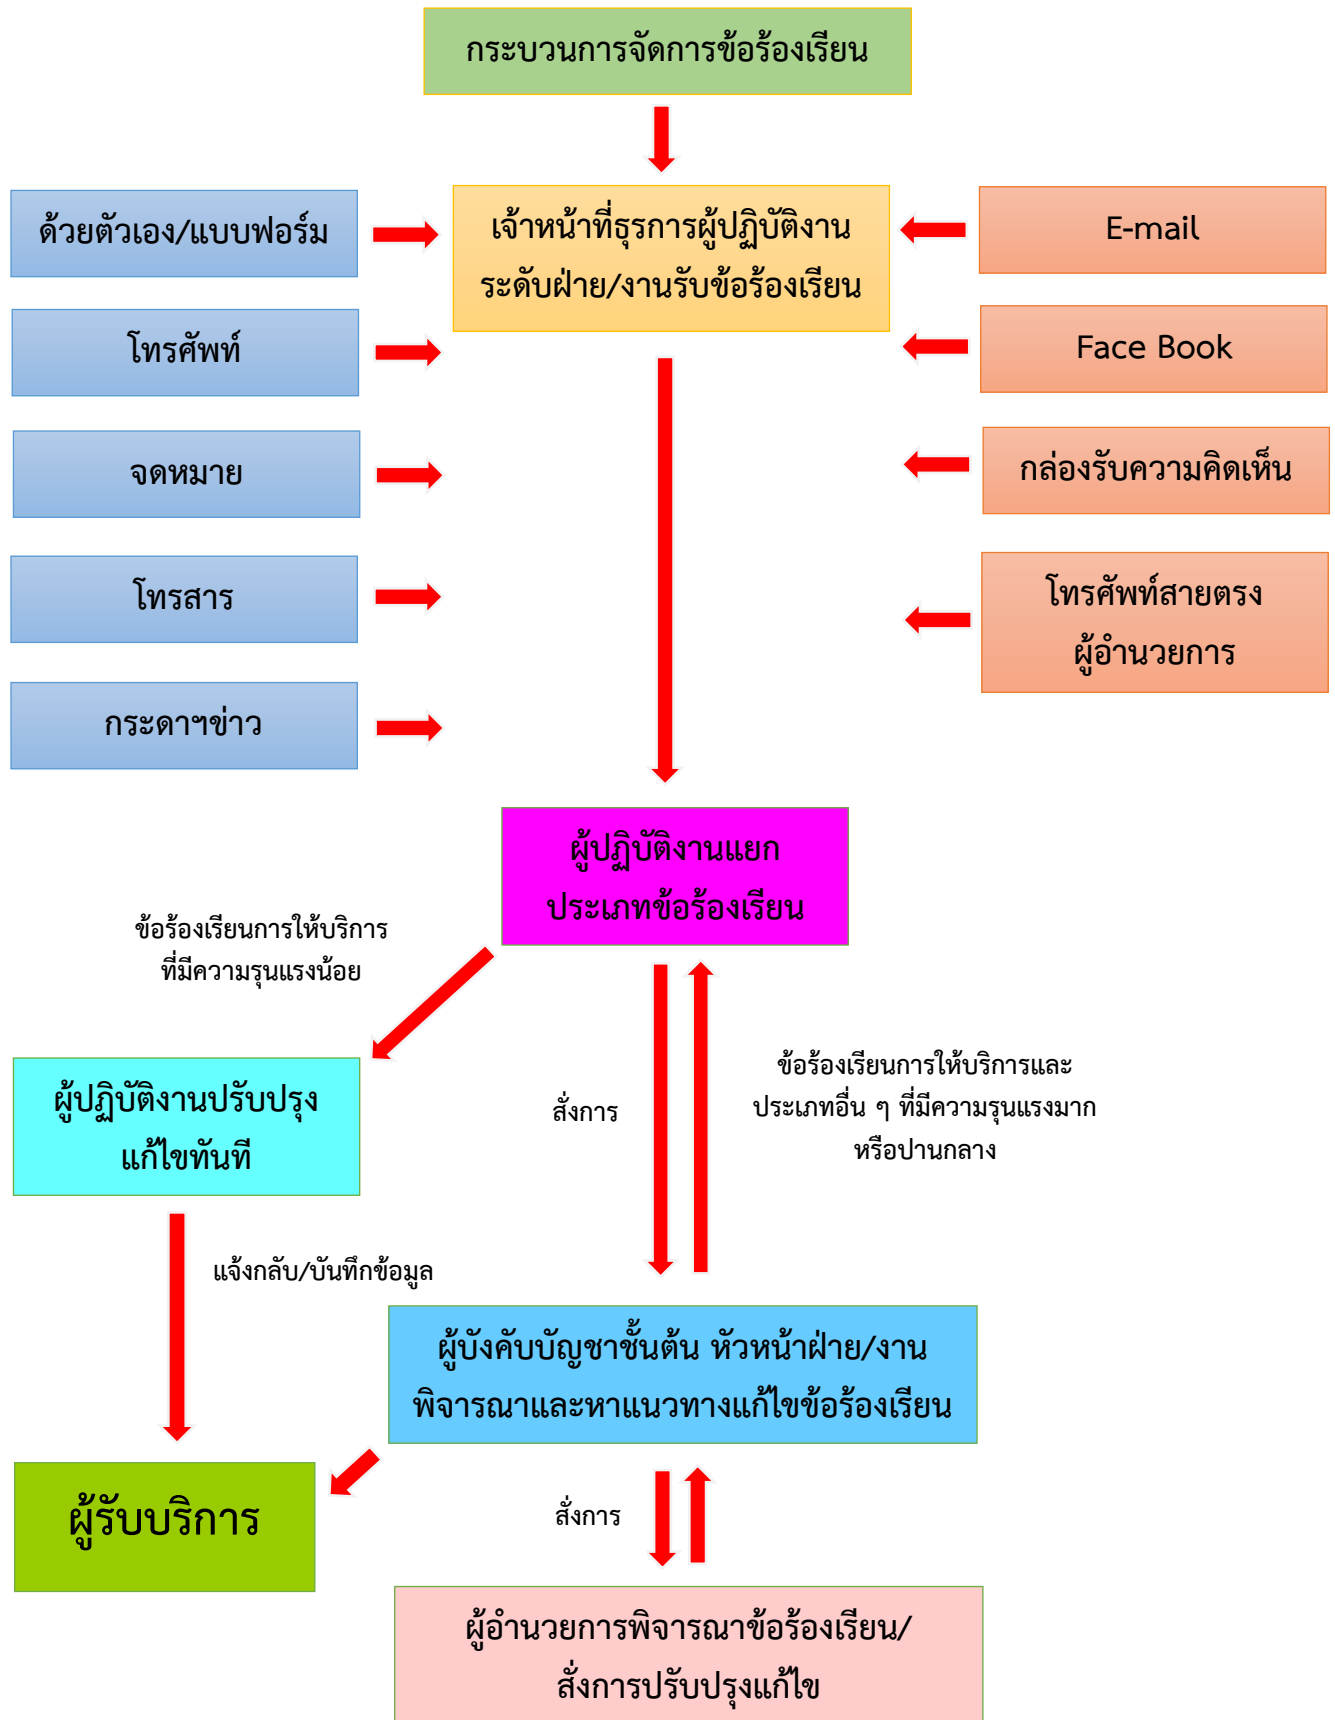 กระบวนการจัดการข้อร้องเรียน
เจ้าหน้าที่ธุรการผู้ปฏิบัติงาน
ระดับฝ่าย/งานรับข้อร้องเรียน
ด้วยตัวเอง/แบบฟอร์ม
โทรศัพท์
จดหมาย
โทรสาร
กระดาฯข่าว
E-mail
Face Book
กล่องรับความคิดเห็น
โทรศัพท์สายตรง
ผู้อำนวยการ
ผู้ปฏิบัติงานแยก
ประเภทข้อร้องเรียน
ข้อร้องเรียนการให้บริการ
ที่มีความรุนแรงน้อย
ผู้ปฏิบัติงานปรับปรุง
แก้ไขทันที
สั่งการ
ข้อร้องเรียนการให้บริการและ
ประเภทอื่น ๆ ที่มีความรุนแรงมาก
หรือปานกลาง
แจ้งกลับ/บันทึกข้อมูล
ผู้บังคับบัญชาชั้นต้น หัวหน้าฝ่าย/งาน
พิจารณาและหาแนวทางแก้ไขข้อร้องเรียน
ผู้รับบริการ
สั่งการ
ผู้อำนวยการพิจารณาข้อร้องเรียน/
สั่งการปรับปรุงแก้ไข